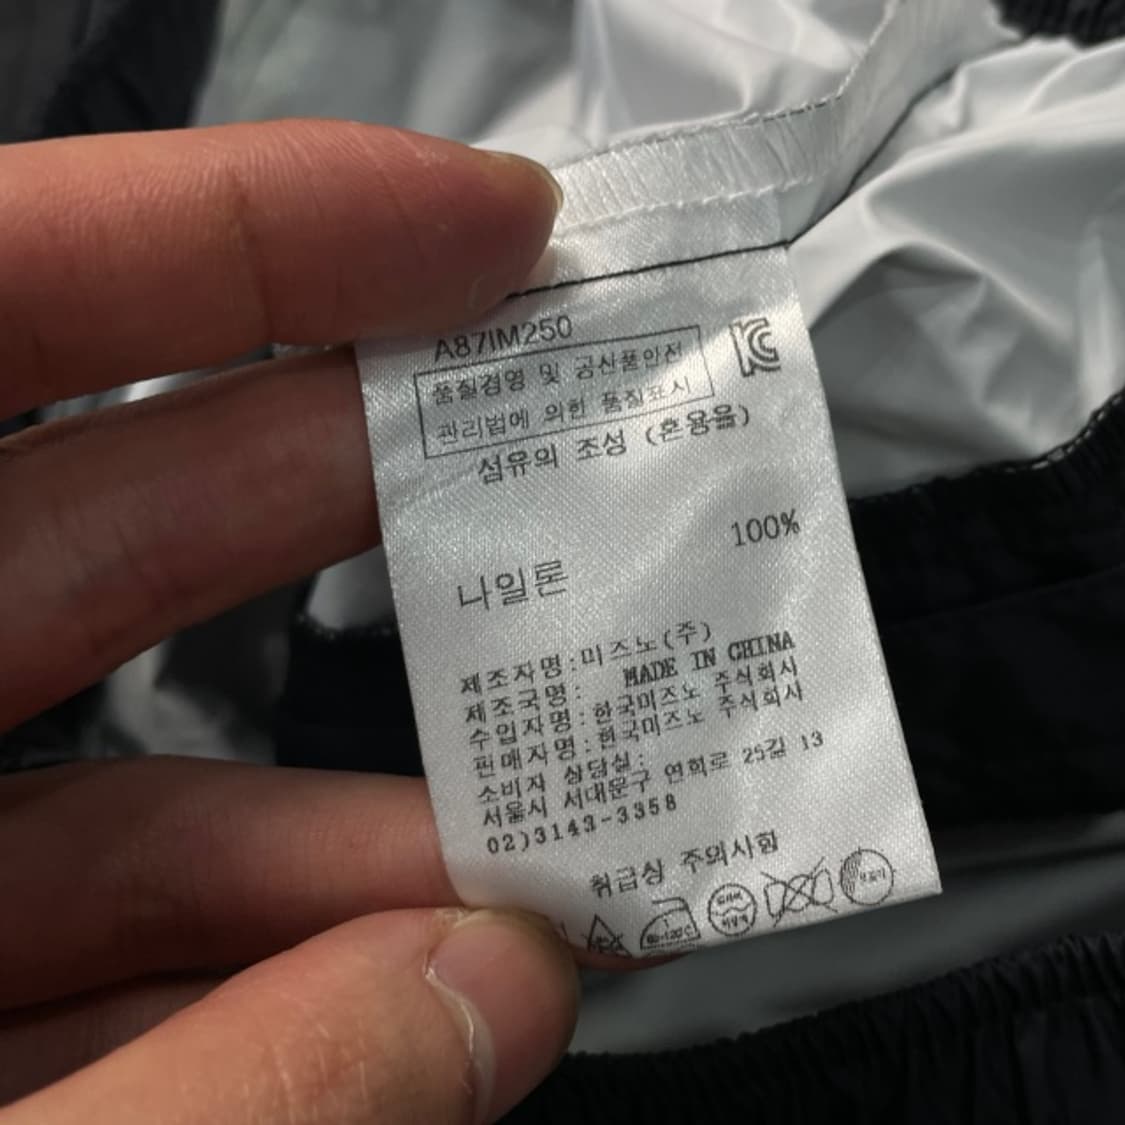 A87IM250
KC
품질경영 및 공산품안전
관리법에 의한 품질표시
섬유의 조성 (혼용율)
100%
나일론
제조자명:미즈노(주)
제조국명: MADE IN CHINA
수입자명:한국미즈노 주식회사
판매자명:한국미즈노 주식회사
소비자 상담실:
서울시 서대문구 연희로 25길 13
02)3143-3358
취급상 주의사항
80-120℃